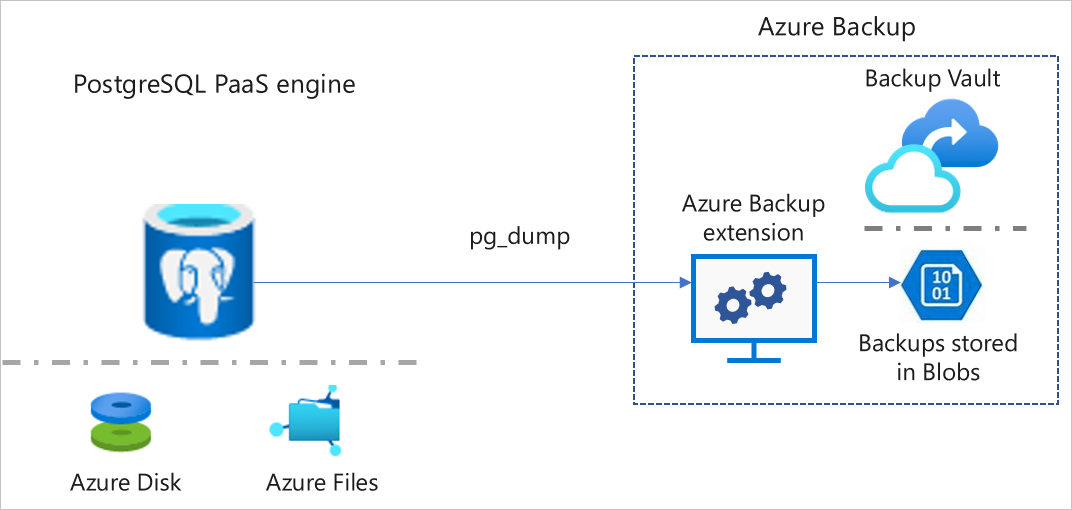 Azure Backup
PostgreSQL PaaS engine
Backup Vault
Azure Backup
extension
pg_dump
10
01
Backups stored
in Blobs
Azure Disk
Azure Files